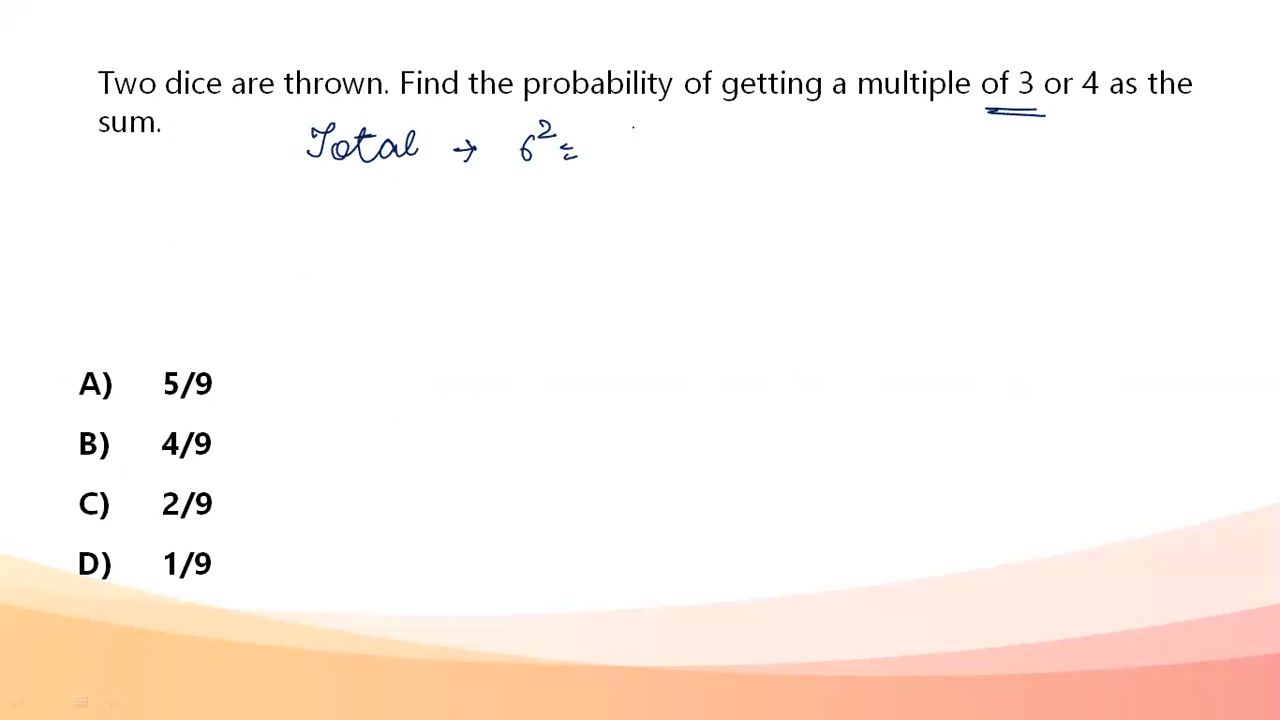 Two dice are thrown. Find the probability of getting a multiple of 3 or 4 as the
sum.
Total → 6² =
A) 5/9
B) 4/9
C) 2/9
D) 1/9